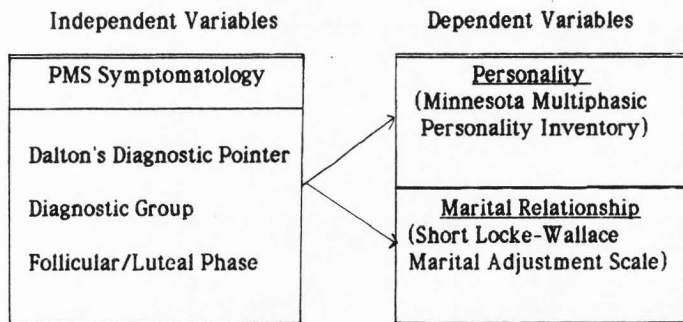 Independent Variables
PMS Symptomatology
Dalton's Diagnostic Pointer
Diagnostic Group
Follicular/Luteal Phase
Dependent Variables
Personality
(Minnesota Multiphasic
Personality Inventory)
Marital Relationship
(Short Locke-Wallace
Marital Adjustment Scale)